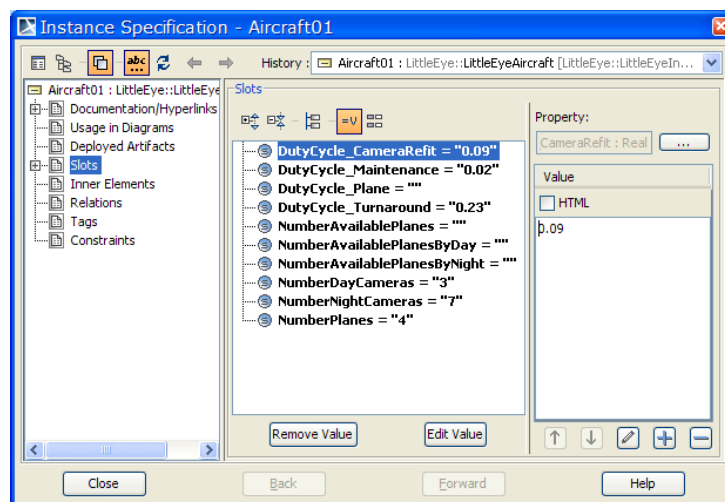 Instance Specification - Aircraft01
abc
History : Aircraft01 : LittleEye::LittleEyeAircraft [LittleEye::LittleEyeIn...
Aircraft01 : LittleEye::LittleEye
Documentation/Hyperlinks
Usage in Diagrams
Deployed Artifacts
Slots
Inner Elements
Relations
Tags
Constraints
Slots
=V
DutyCycle_CameraRefit = "0.09"
DutyCycle_Maintenance = "0.02"
DutyCycle_Plane = ""
DutyCycle_Turnaround = "0.23"
NumberAvailablePlanes = ""
NumberAvailablePlanesByDay = ""
NumberAvailablePlanesByNight = ""
NumberDayCameras = "3"
NumberNightCameras = "7"
NumberPlanes = "4"
Remove Value
Edit Value
Property:
CameraRefit : Real
...
Value
HTML
0.09
Close
Back
Forward
Help